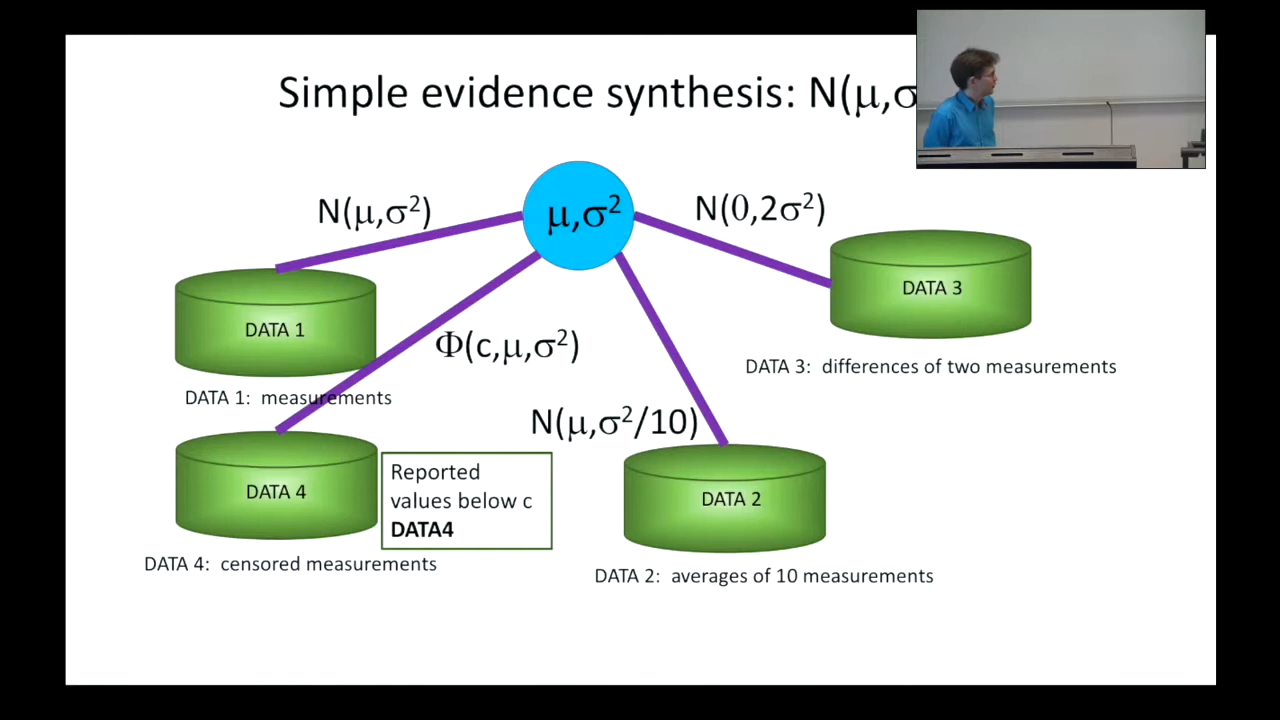 Simple evidence synthesis: N(μ,σ
N(μ,σ²)
μ,σ²
N(0,2σ²)
DATA 1
DATA 3
Φ(c,μ,σ²)
DATA 3: differences of two measurements
DATA 1: measurements
N(μ,σ²/10)
DATA 4
Reported
values below c
DATA4
DATA 2
DATA 4: censored measurements
DATA 2: averages of 10 measurements